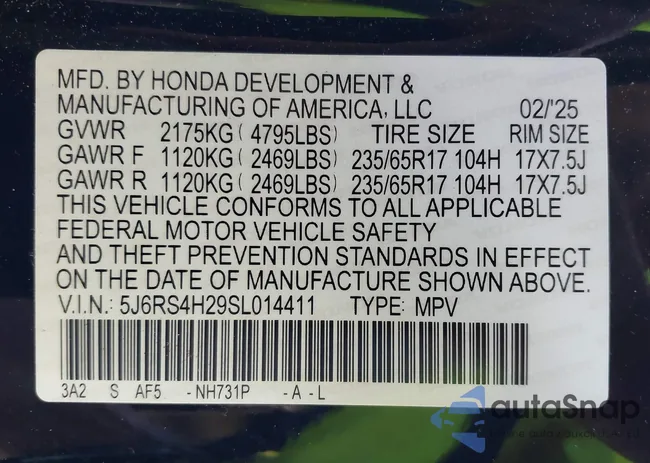 MFD. BY HONDA DEVELOPMENT &
MANUFACTURING OF AMERICA, LLC 02/'25
GVWR 2175KG ( 4795LBS) TIRE SIZE RIM SIZE
GAWR F 1120KG ( 2469LBS) 235/65R17 104H 17X7.5J
GAWR R 1120KG ( 2469LBS) 235/65R17 104H 17X7.5J
THIS VEHICLE CONFORMS TO ALL APPLICABLE
FEDERAL MOTOR VEHICLE SAFETY
AND THEFT PREVENTION STANDARDS IN EFFECT
ON THE DATE OF MANUFACTURE SHOWN ABOVE.
V.I.N.: 5J6RS4H29SL014411 TYPE: MPV
3A2 S AF5 -NH731P -A-L
autoSnap